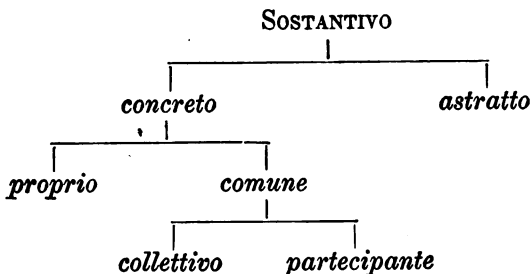 SOSTANTIVO
concreto astratto
proprio comune
collettivo partecipante